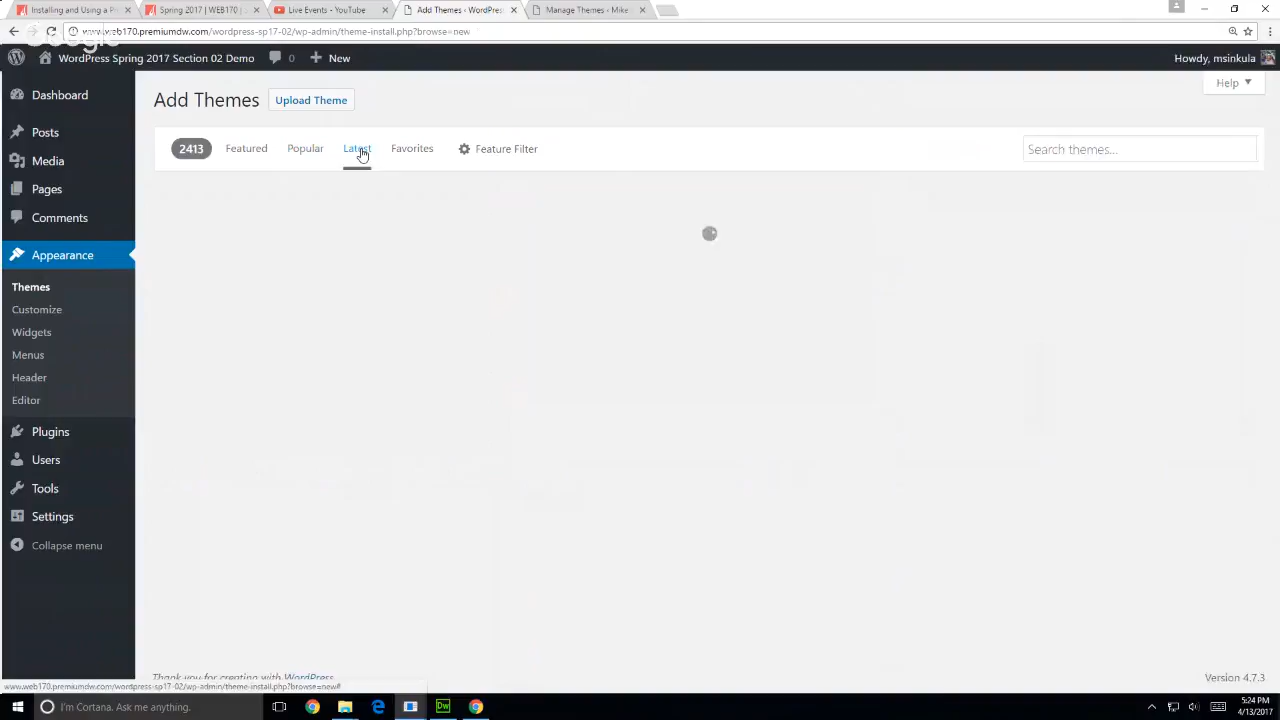 Installing and Using a Pr
Spring 2017 | WEB170 |
Live Events - YouTube
Add Themes ‹ WordPres
Manage Themes ‹ Mike
www.web170.premiumdw.com/wordpress-sp17-02/wp-admin/theme-install.php?browse=new
Google
WordPress Spring 2017 Section 02 Demo
0
New
Howdy, msinkula
Dashboard
Add Themes
Upload Theme
Help
Posts
2413
Featured
Popular
Latest
Favorites
Feature Filter
Search themes...
Media
Pages
Comments
Appearance
Themes
Customize
Widgets
Menus
Header
Editor
Plugins
Users
Tools
Settings
Collapse menu
Thank you for creating with WordPress.
Version 4.7.3
www.web170.premiumdw.com/wordpress-sp17-02/wp-admin/theme-install.php?browse=new#
I'm Cortana. Ask me anything.
Dw
5:24 PM
4/13/2017